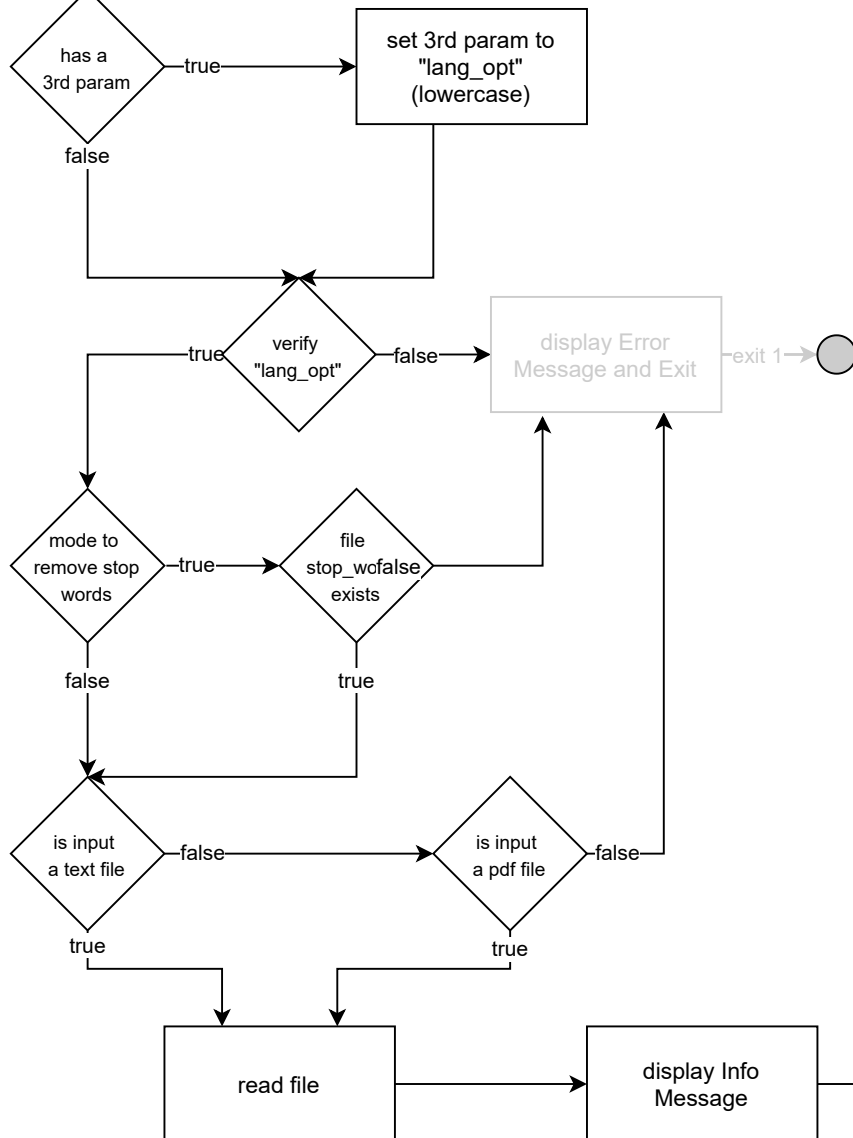 has a
3rd param
true
set 3rd param to
"lang_opt"
(lowercase)
false
verify
"lang_opt"
true
false
display Error
Message and Exit
exit 1
mode to
remove stop
words
true
file
exists
false
false
true
is input
a text file
false
is input
a pdf file
false
true
true
read file
display Info
Message